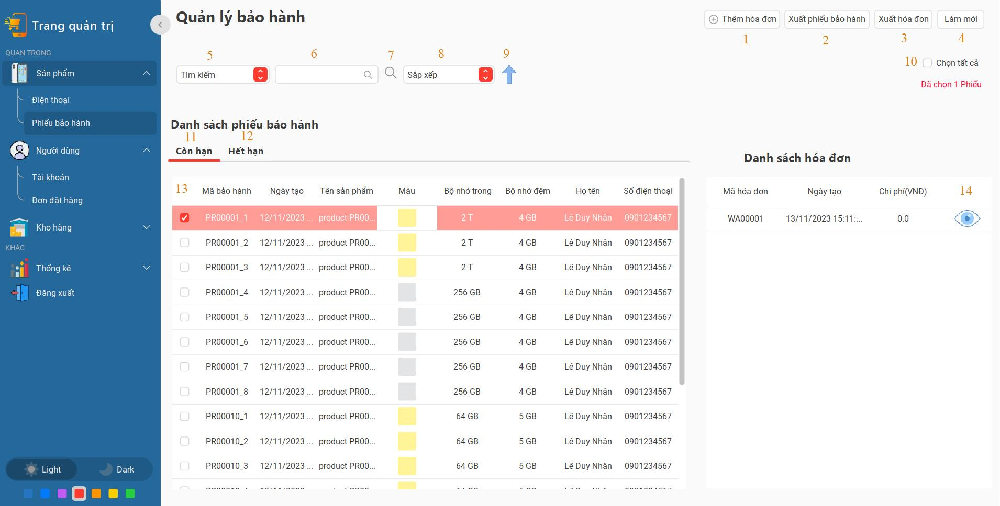 Trang quản trị
QUAN TRỌNG
Sản phẩm
Điện thoại
Phiếu bảo hành
Người dùng
Tài khoản
Đơn đặt hàng
Kho hàng
KHÁC
Thống kê
Đăng xuất
Light
Dark
Quản lý bảo hành
Thêm hóa đơn
Xuất phiếu bảo hành
Xuất hóa đơn
Làm mới
1
2
3
4
5
6
7
8
9
Tìm kiếm
Sắp xếp
10
Chọn tất cả
Đã chọn 1 Phiếu
Danh sách phiếu bảo hành
11
12
Còn hạn
Hết hạn
13 Mã bảo hành Ngày tạo Tên sản phẩm Màu Bộ nhớ trong Bộ nhớ đệm Họ tên Số điện thoại
PR00001_1 12/11/2023 ... product PR00... 2 T 4 GB Lê Duy Nhân 0901234567
PR00001_2 12/11/2023 ... product PR00... 2 T 4 GB Lê Duy Nhân 0901234567
PR00001_3 12/11/2023 ... product PR00... 2 T 4 GB Lê Duy Nhân 0901234567
PR00001_4 12/11/2023 ... product PR00... 256 GB 4 GB Lê Duy Nhân 0901234567
PR00001_5 12/11/2023 ... product PR00... 256 GB 4 GB Lê Duy Nhân 0901234567
PR00001_6 12/11/2023 ... product PR00... 256 GB 4 GB Lê Duy Nhân 0901234567
PR00001_7 12/11/2023 ... product PR00... 256 GB 4 GB Lê Duy Nhân 0901234567
PR00001_8 12/11/2023 ... product PR00... 256 GB 4 GB Lê Duy Nhân 0901234567
PR00010_1 12/11/2023 ... product PR00... 64 GB 5 GB Lê Duy Nhân 0901234567
PR00010_2 12/11/2023 ... product PR00... 64 GB 5 GB Lê Duy Nhân 0901234567
PR00010_3 12/11/2023 ... product PR00... 64 GB 5 GB Lê Duy Nhân 0901234567
Danh sách hóa đơn
Mã hóa đơn Ngày tạo Chi phí(VNĐ) 14
WA00001 13/11/2023 15:11:... 0.0